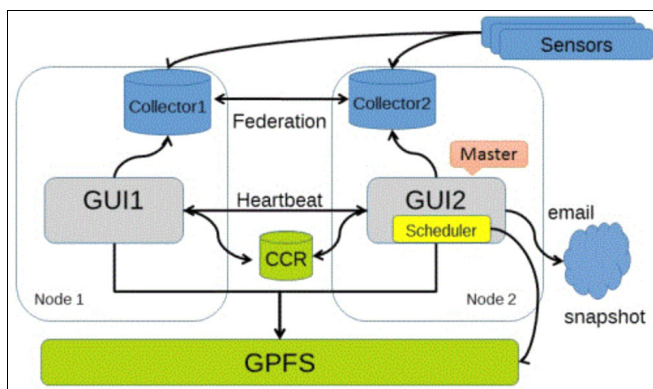 Sensors
Collector1
Collector2
Federation
Master
GUI1
Heartbeat
GUI2
Scheduler
email
CCR
Node 1
Node 2
snapshot
GPFS